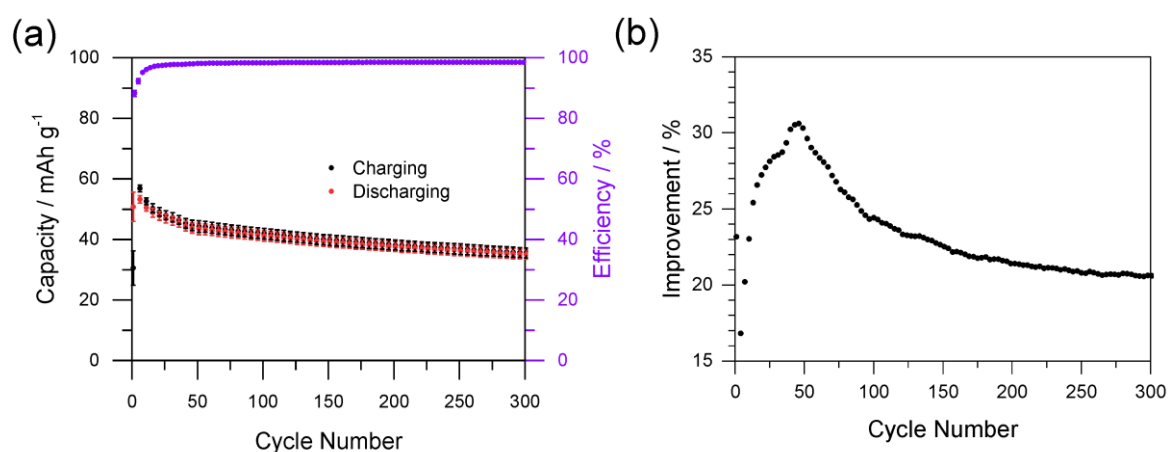 (a)
100
80
60
40
20
0
Capacity / mAh g⁻¹
Charging
Discharging
100
80
60
40
20
0
Efficiency / %
0 50 100 150 200 250 300
Cycle Number
(b)
35
30
25
20
15
Improvement / %
0 50 100 150 200 250 300
Cycle Number